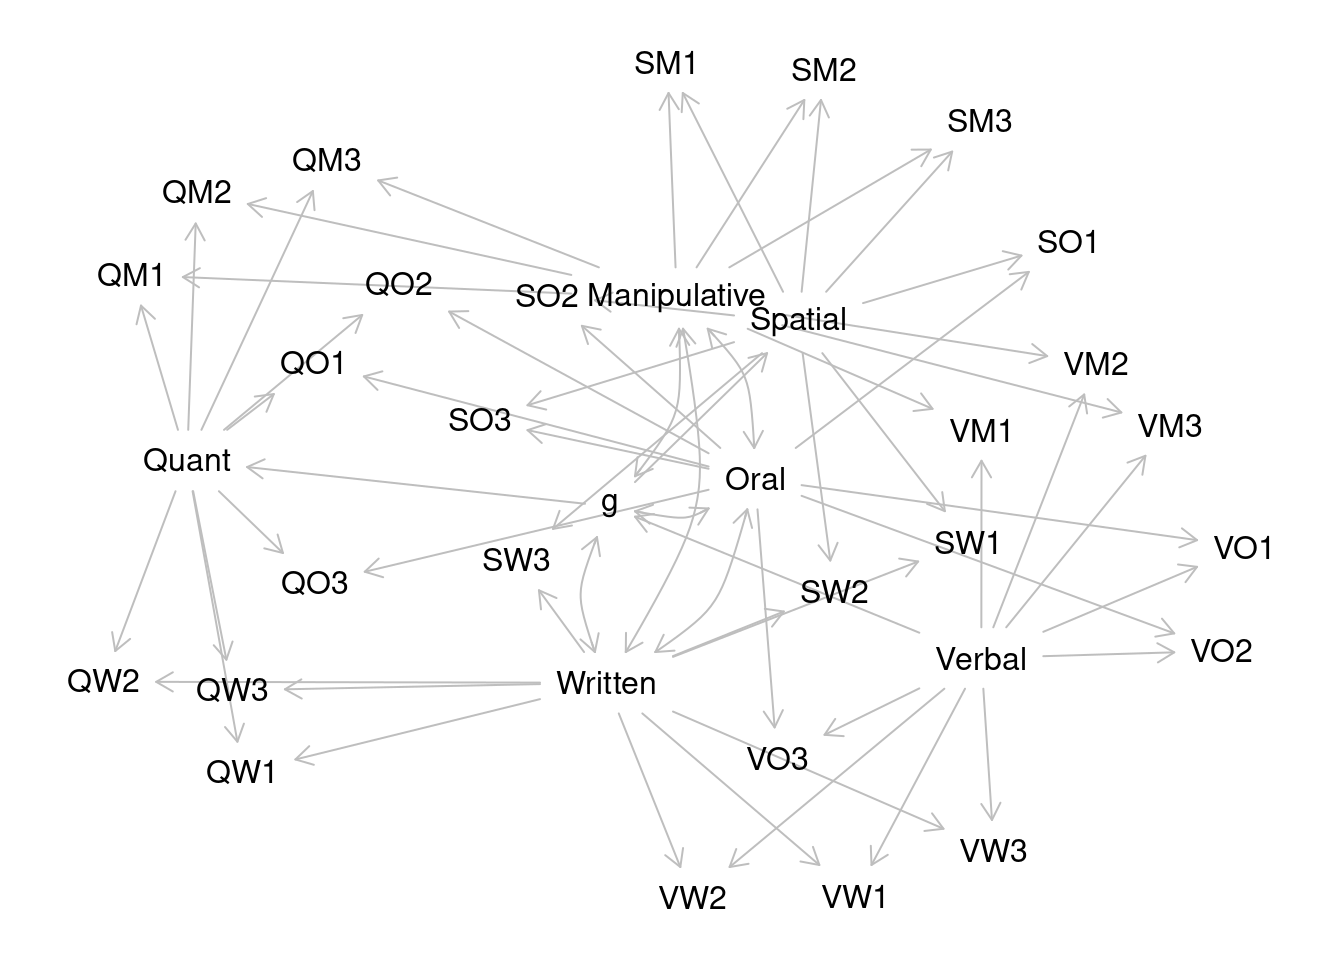 SM1
SM2
SM3
QM3
QM2
SO1
QM1
QO2
SO2
Manipulative
Spatial
QO1
VM2
SO3
VM1
VM3
Quant
Oral
g
SW3
SW1
VO1
QO3
SW2
VO2
Verbal
QW2
QW3
Written
QW1
VO3
VW3
VW2
VW1